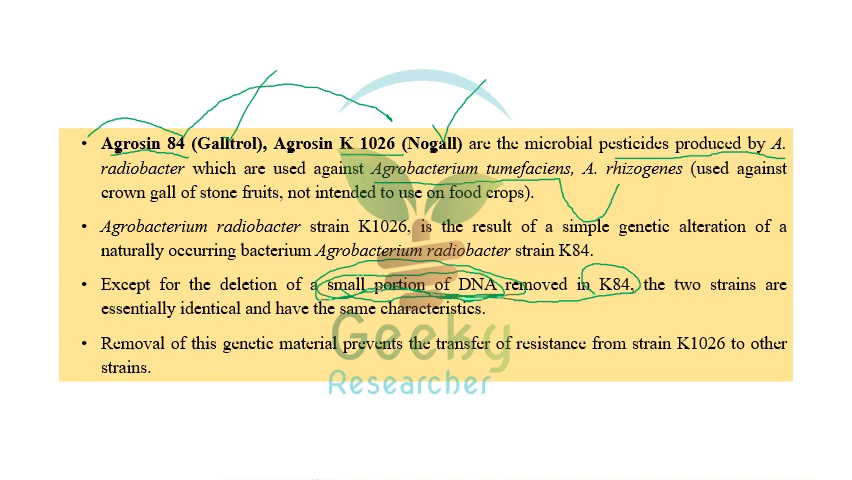 • Agrosin 84 (Galltrol), Agrosin K 1026 (Nogall) are the microbial pesticides produced by A.
radiobacter which are used against Agrobacterium tumefaciens, A. rhizogenes (used against
crown gall of stone fruits, not intended to use on food crops).
• Agrobacterium radiobacter strain K1026, is the result of a simple genetic alteration of a
naturally occurring bacterium Agrobacterium radiobacter strain K84.
• Except for the deletion of a small portion of DNA removed in K84, the two strains are
essentially identical and have the same characteristics.
• Removal of this genetic material prevents the transfer of resistance from strain K1026 to other
strains.
Geeky
Researcher